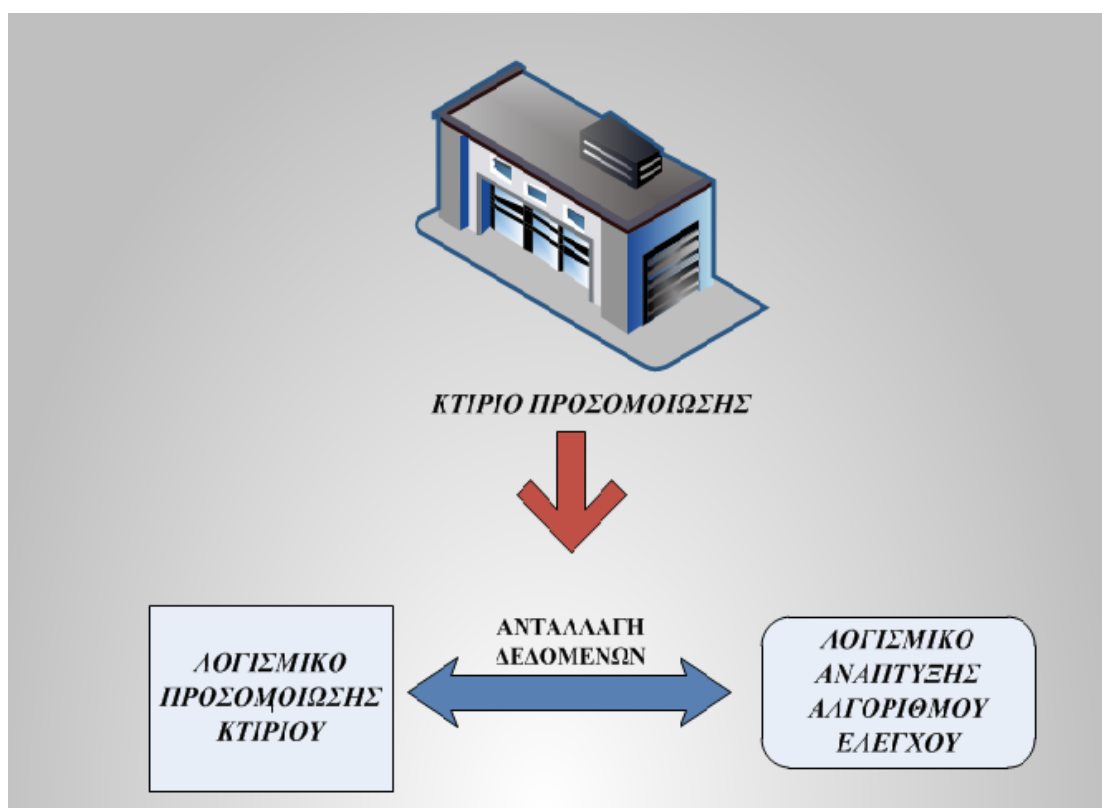 ΚΤΙΡΙΟ ΠΡΟΣΟΜΟΙΩΣΗΣ
ΑΝΤΑΛΛΑΓΗ
ΔΕΔΟΜΕΝΩΝ
ΛΟΓΙΣΜΙΚΟ
ΠΡΟΣΟΜΟΙΩΣΗΣ
ΚΤΙΡΙΟΥ
ΛΟΓΙΣΜΙΚΟ
ΑΝΑΠΤΥΞΗΣ
ΑΛΓΟΡΙΘΜΟΥ
ΕΛΕΓΧΟΥ